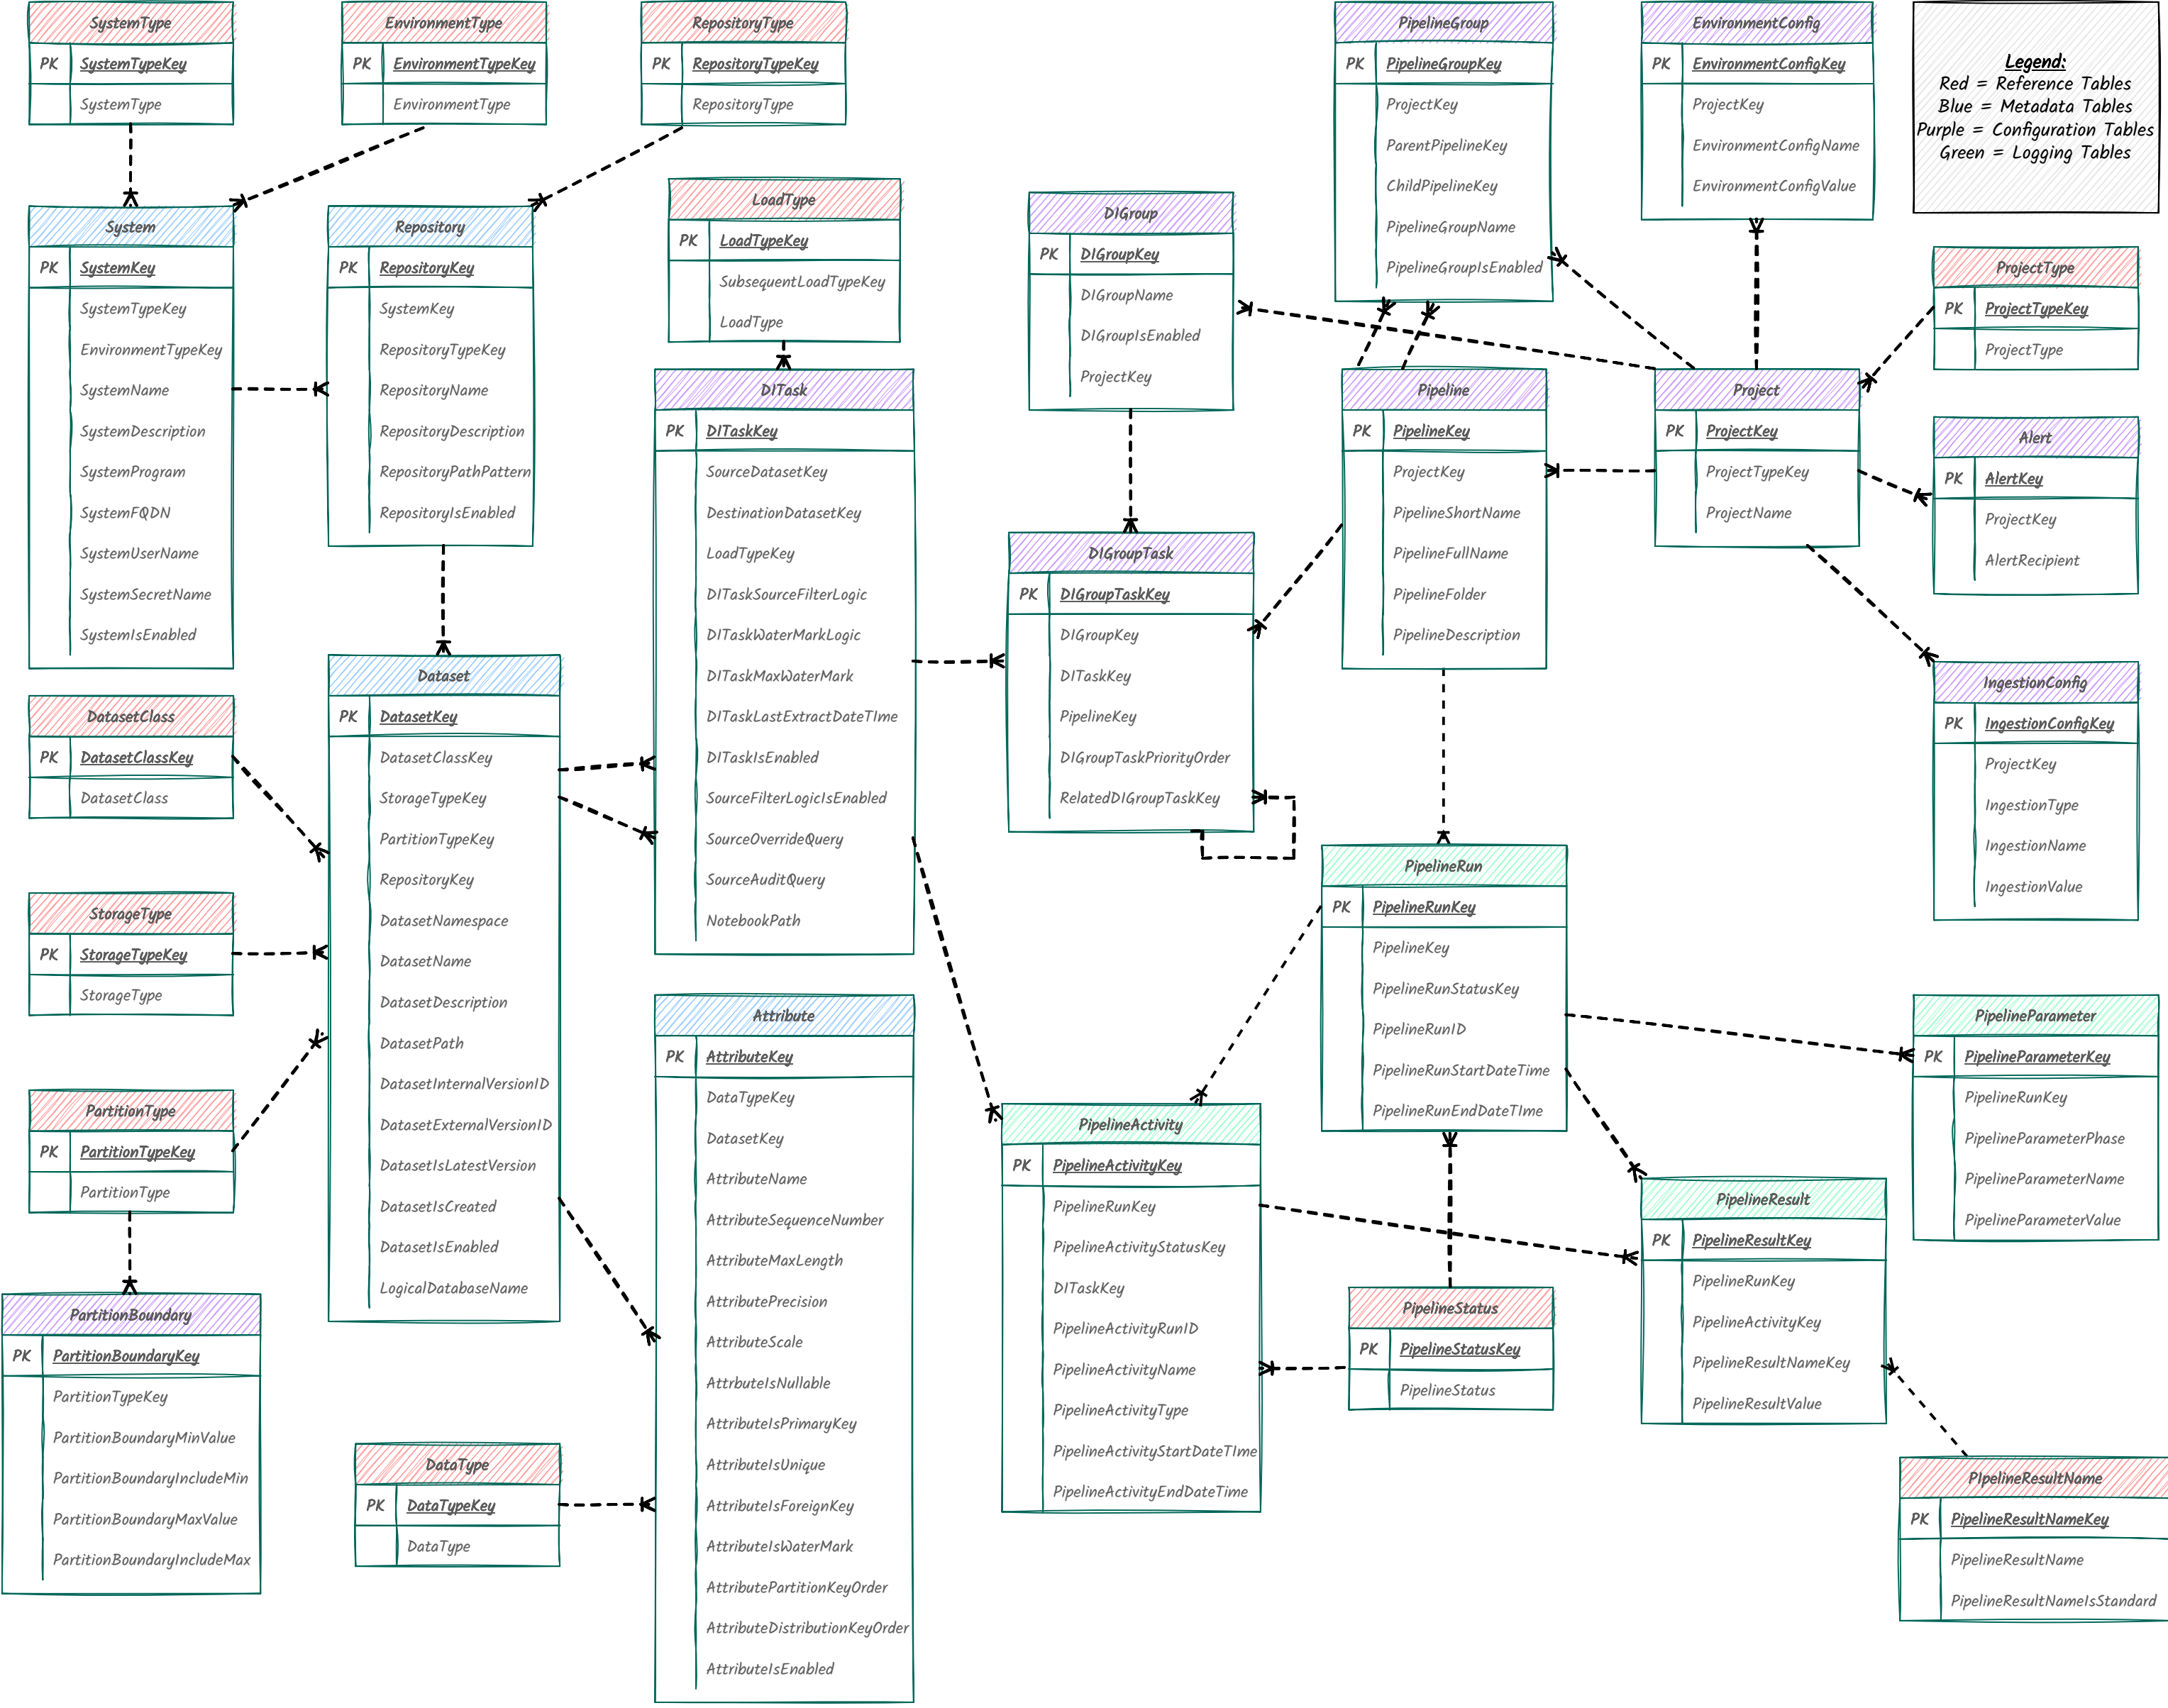 SystemType
PK SystemTypeKey
SystemType
EnvironmentType
PK EnvironmentTypeKey
EnvironmentType
RepositoryType
PK RepositoryTypeKey
RepositoryType
PipelineGroup
PK PipelineGroupKey
ProjectKey
ParentPipelineKey
ChildPipelineKey
PipelineGroupName
PipelineGroupIsEnabled
EnvironmentConfig
PK EnvironmentConfigKey
ProjectKey
EnvironmentConfigName
EnvironmentConfigValue
Legend:
Red = Reference Tables
Blue = Metadata Tables
Purple = Configuration Tables
Green = Logging Tables
System
PK SystemKey
SystemTypeKey
EnvironmentTypeKey
SystemName
SystemDescription
SystemProgram
SystemFQDN
SystemUserName
SystemSecretName
SystemIsEnabled
Repository
PK RepositoryKey
SystemKey
RepositoryTypeKey
RepositoryName
RepositoryDescription
RepositoryPathPattern
RepositoryIsEnabled
LoadType
PK LoadTypeKey
SubsequentLoadTypeKey
LoadType
DIGroup
PK DIGroupKey
DIGroupName
DIGroupIsEnabled
ProjectKey
ProjectType
PK ProjectTypeKey
ProjectType
DITask
PK DITaskKey
SourceDatasetKey
DestinationDatasetKey
LoadTypeKey
DITaskSourceFilterLogic
DITaskWaterMarkLogic
DITaskMaxWaterMark
DITaskLastExtractDateTIme
DITaskIsEnabled
SourceFilterLogicIsEnabled
SourceOverrideQuery
SourceAuditQuery
NotebookPath
Pipeline
PK PipelineKey
ProjectKey
PipelineShortName
PipelineFullName
PipelineFolder
PipelineDescription
Project
PK ProjectKey
ProjectTypeKey
ProjectName
Alert
PK AlertKey
ProjectKey
AlertRecipient
DIGroupTask
PK DIGroupTaskKey
DIGroupKey
DITaskKey
PipelineKey
DIGroupTaskPriorityOrder
RelatedDIGroupTaskKey
IngestionConfig
PK IngestionConfigKey
ProjectKey
IngestionType
IngestionName
IngestionValue
Dataset
PK DatasetKey
DatasetClassKey
StorageTypeKey
PartitionTypeKey
RepositoryKey
DatasetNamespace
DatasetName
DatasetDescription
DatasetPath
DatasetInternalVersionID
DatasetExternalVersionID
DatasetIsLatestVersion
DatasetIsCreated
DatasetIsEnabled
LogicalDatabaseName
DatasetClass
PK DatasetClassKey
DatasetClass
StorageType
PK StorageTypeKey
StorageType
PartitionType
PK PartitionTypeKey
PartitionType
PartitionBoundary
PK PartitionBoundaryKey
PartitionTypeKey
PartitionBoundaryMinValue
PartitionBoundaryIncludeMin
PartitionBoundaryMaxValue
PartitionBoundaryIncludeMax
DataType
PK DataTypeKey
DataType
Attribute
PK AttributeKey
DataTypeKey
DatasetKey
AttributeName
AttributeSequenceNumber
AttributeMaxLength
AttributePrecision
AttributeScale
AttrbuteIsNullable
AttributeIsPrimaryKey
AttributeIsUnique
AttributeIsForeignKey
AttributeIsWaterMark
AttributePartitionKeyOrder
AttributeDistributionKeyOrder
AttributeIsEnabled
PipelineRun
PK PipelineRunKey
PipelineKey
PipelineRunStatusKey
PipelineRunID
PipelineRunStartDateTime
PipelineRunEndDateTIme
PipelineActivity
PK PipelineActivityKey
PipelineRunKey
PipelineActivityStatusKey
DITaskKey
PipelineActivityRunID
PipelineActivityName
PipelineActivityType
PipelineActivityStartDateTIme
PipelineActivityEndDateTime
PipelineStatus
PK PipelineStatusKey
PipelineStatus
PipelineParameter
PK PipelineParameterKey
PipelineRunKey
PipelineParameterPhase
PipelineParameterName
PipelineParameterValue
PipelineResult
PK PipelineResultKey
PipelineRunKey
PipelineActivityKey
PipelineResultNameKey
PipelineResultValue
PIpelineResultName
PK PipelineResultNameKey
PipelineResultName
PipelineResultNameIsStandard